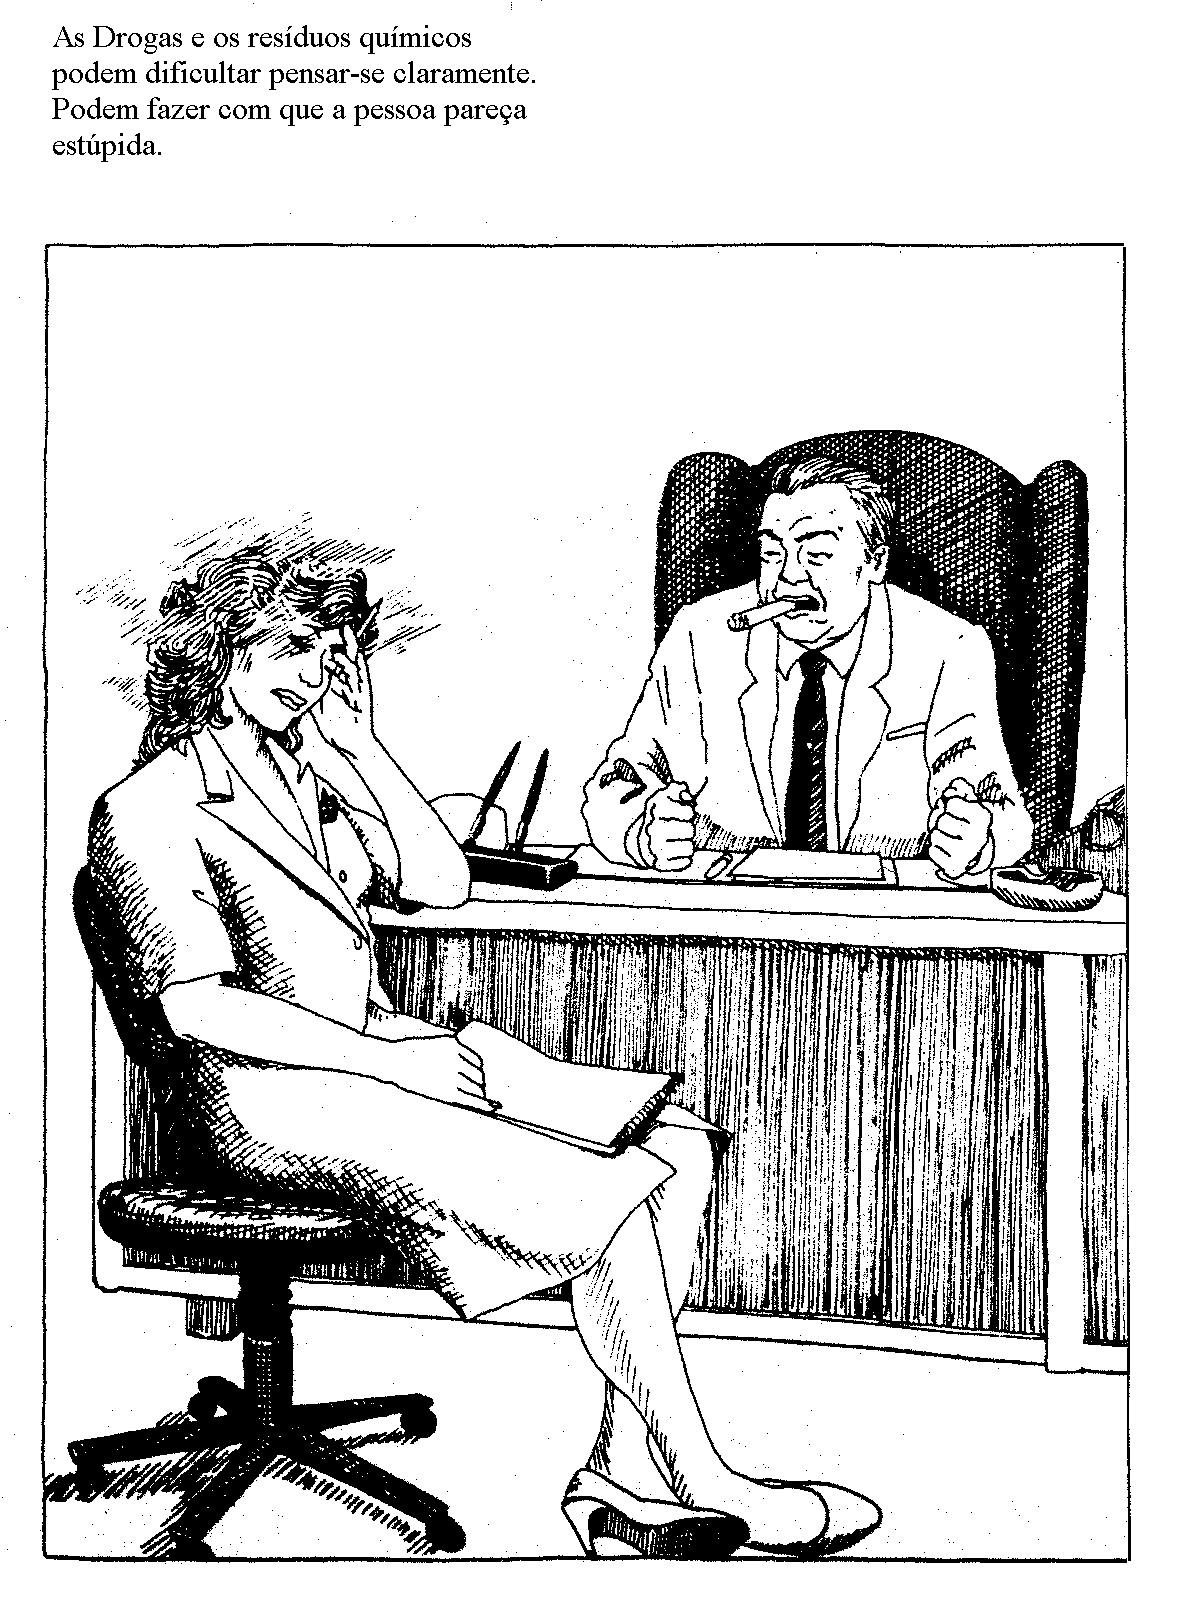 As Drogas e os resíduos químicos
podem dificultar pensar-se claramente.
Podem fazer com que a pessoa pareça
estúpida.